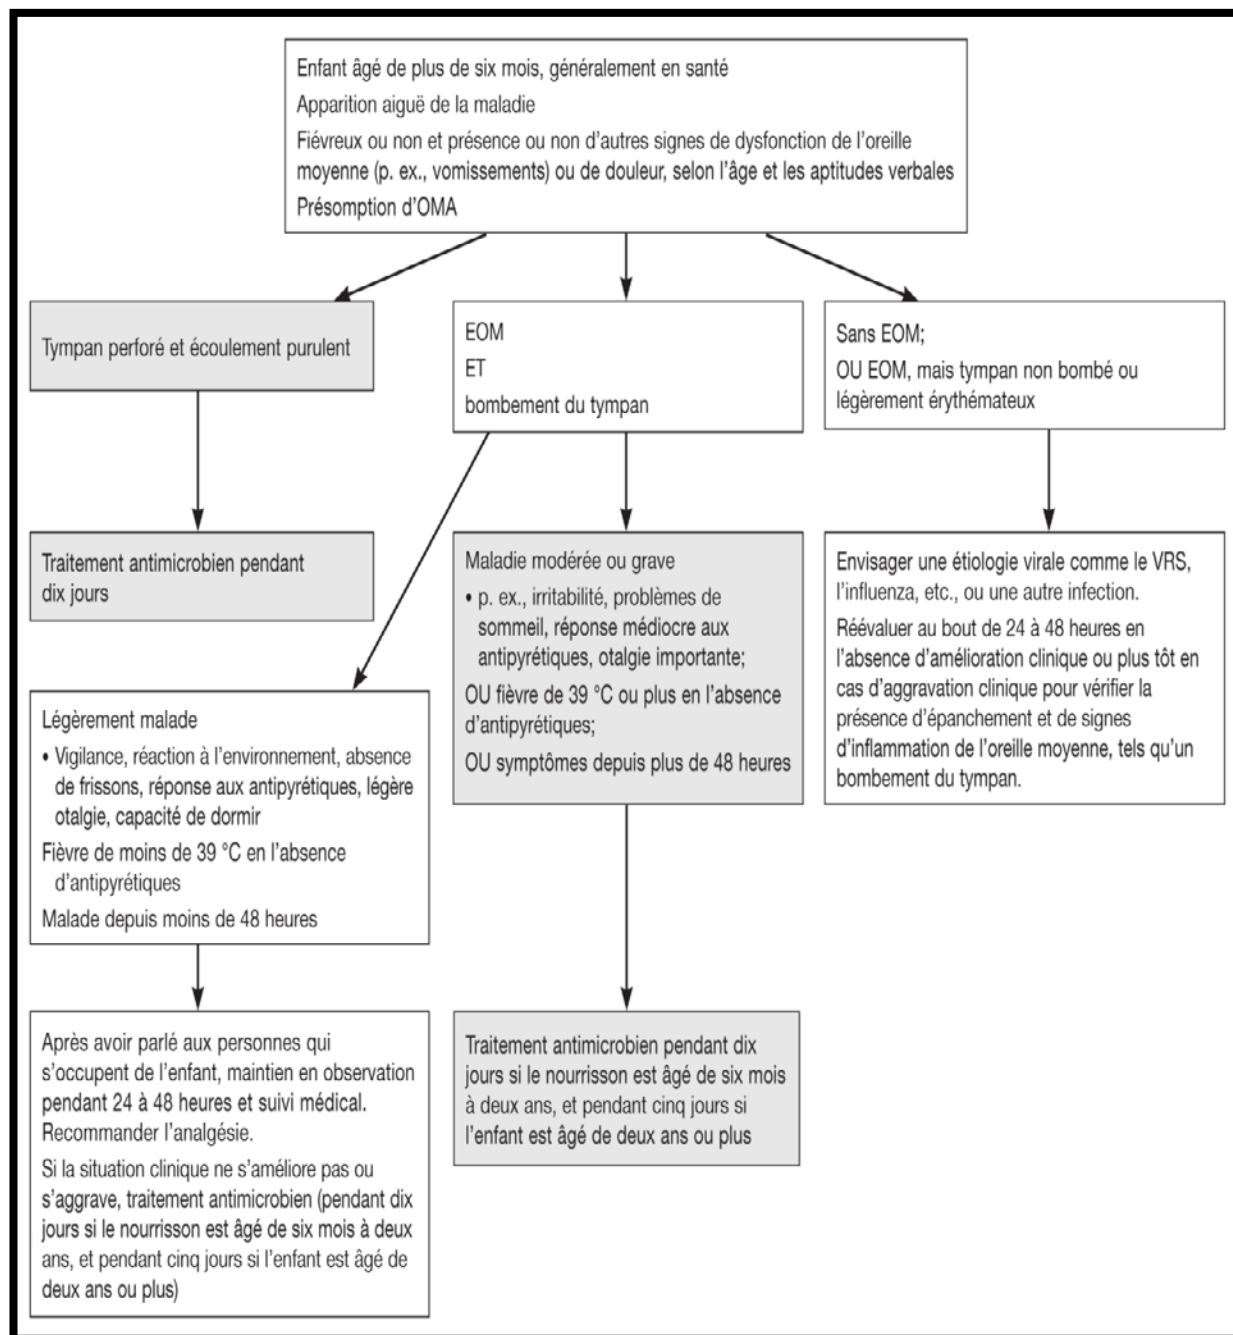 Enfant âgé de plus de six mois, généralement en santé
Apparition aiguë de la maladie
Fiévreux ou non et présence ou non d'autres signes de dysfonction de l'oreille
moyenne (p. ex., vomissements) ou de douleur, selon l'âge et les aptitudes verbales
Présomption d'OMA
Tympan perforé et écoulement purulent
EOM
ET
bombement du tympan
Sans EOM;
OU EOM, mais tympan non bombé ou
légèrement érythémateux
Traitement antimicrobien pendant
dix jours
Maladie modérée ou grave
• p. ex., irritabilité, problèmes de
sommeil, réponse médiocre aux
antipyrétiques, otalgie importante;
OU fièvre de 39 °C ou plus en l'absence
d'antipyrétiques;
OU symptômes depuis plus de 48 heures
Envisager une étiologie virale comme le VRS,
l'influenza, etc., ou une autre infection.
Réévaluer au bout de 24 à 48 heures en
l'absence d'amélioration clinique ou plus tôt en
cas d'aggravation clinique pour vérifier la
présence d'épanchement et de signes
d'inflammation de l'oreille moyenne, tels qu'un
bombement du tympan.
Légèrement malade
• Vigilance, réaction à l'environnement, absence
de frissons, réponse aux antipyrétiques, légère
otalgie, capacité de dormir
Fièvre de moins de 39 °C en l'absence
d'antipyrétiques
Malade depuis moins de 48 heures
Après avoir parlé aux personnes qui
s'occupent de l'enfant, maintien en observation
pendant 24 à 48 heures et suivi médical.
Recommander l'analgésie.
Si la situation clinique ne s'améliore pas ou
s'aggrave, traitement antimicrobien (pendant dix
jours si le nourrisson est âgé de six mois à deux
ans, et pendant cinq jours si l'enfant est âgé de
deux ans ou plus)
Traitement antimicrobien pendant dix
jours si le nourrisson est âgé de six mois
à deux ans, et pendant cinq jours si
l'enfant est âgé de deux ans ou plus